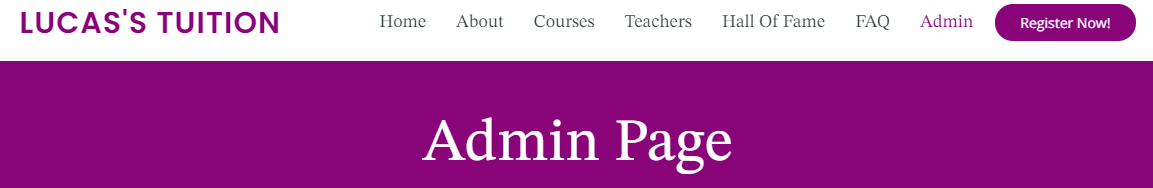 LUCAS'S TUITION Home About Courses Teachers Hall Of Fame FAQ Admin Register Now!
Admin Page